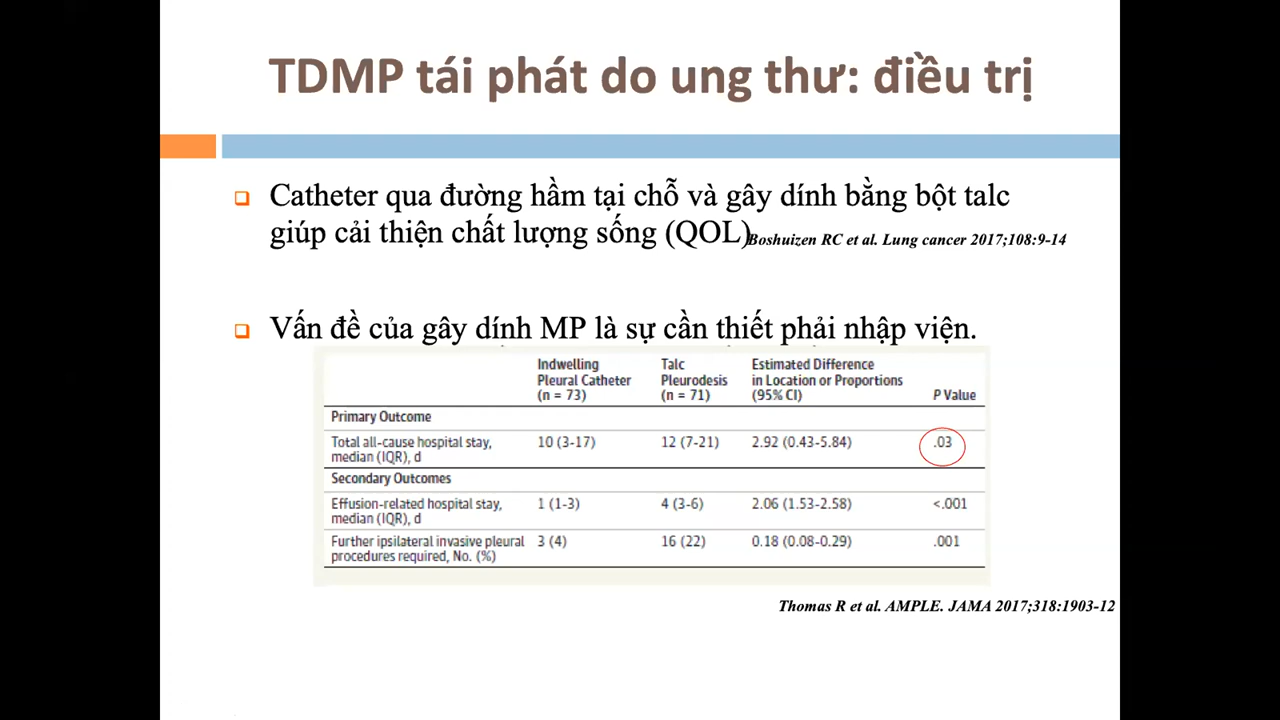 TDMP tái phát do ung thư: điều trị
Catheter qua đường hầm tại chỗ và gây dính bằng bột talc
giúp cải thiện chất lượng sống (QOL)Boshuizen RC et al. Lung cancer 2017;108:9-14
Vấn đề của gây dính MP là sự cần thiết phải nhập viện.
Indwelling Pleural Catheter (n = 73) Talc Pleurodesis (n = 71) Estimated Difference in Location or Proportions (95% CI) P Value
Primary Outcome
Total all-cause hospital stay, 10 (3-17) 12 (7-21) 2.92 (0.43-5.84) .03
median (IQR), d
Secondary Outcomes
Effusion-related hospital stay, 1 (1-3) 4 (3-6) 2.06 (1.53-2.58) <.001
median (IQR), d
Further ipsilateral invasive pleural 3 (4) 16 (22) 0.18 (0.08-0.29) .001
procedures required, No. (%)
Thomas R et al. AMPLE. JAMA 2017;318:1903-12